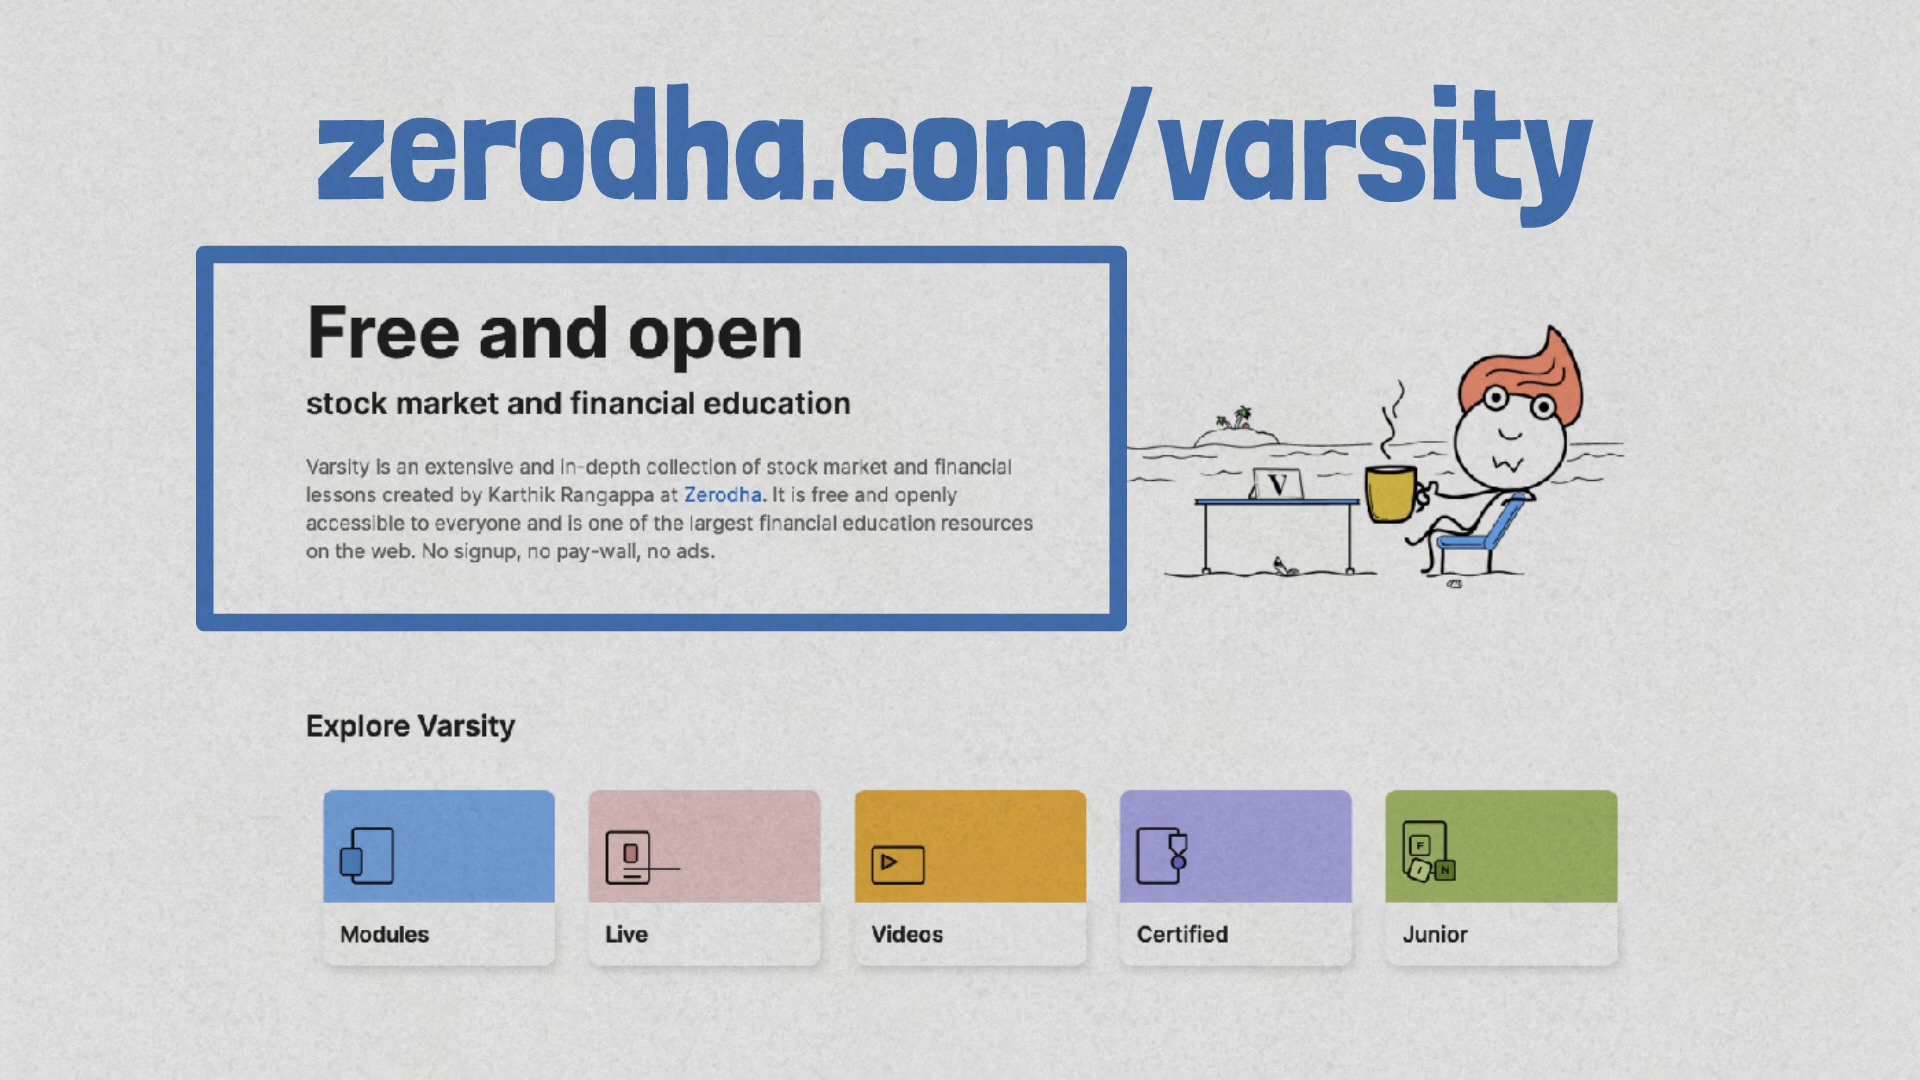 zerodha.com/varsity
Free and open
stock market and financial education
Varsity is an extensive and in-depth collection of stock market and financial
lessons created by Karthik Rangappa at Zerodha. It is free and openly
accessible to everyone and is one of the largest financial education resources
on the web. No signup, no pay-wall, no ads.
V
Explore Varsity
F
I N
Modules
Live
Videos
Certified
Junior